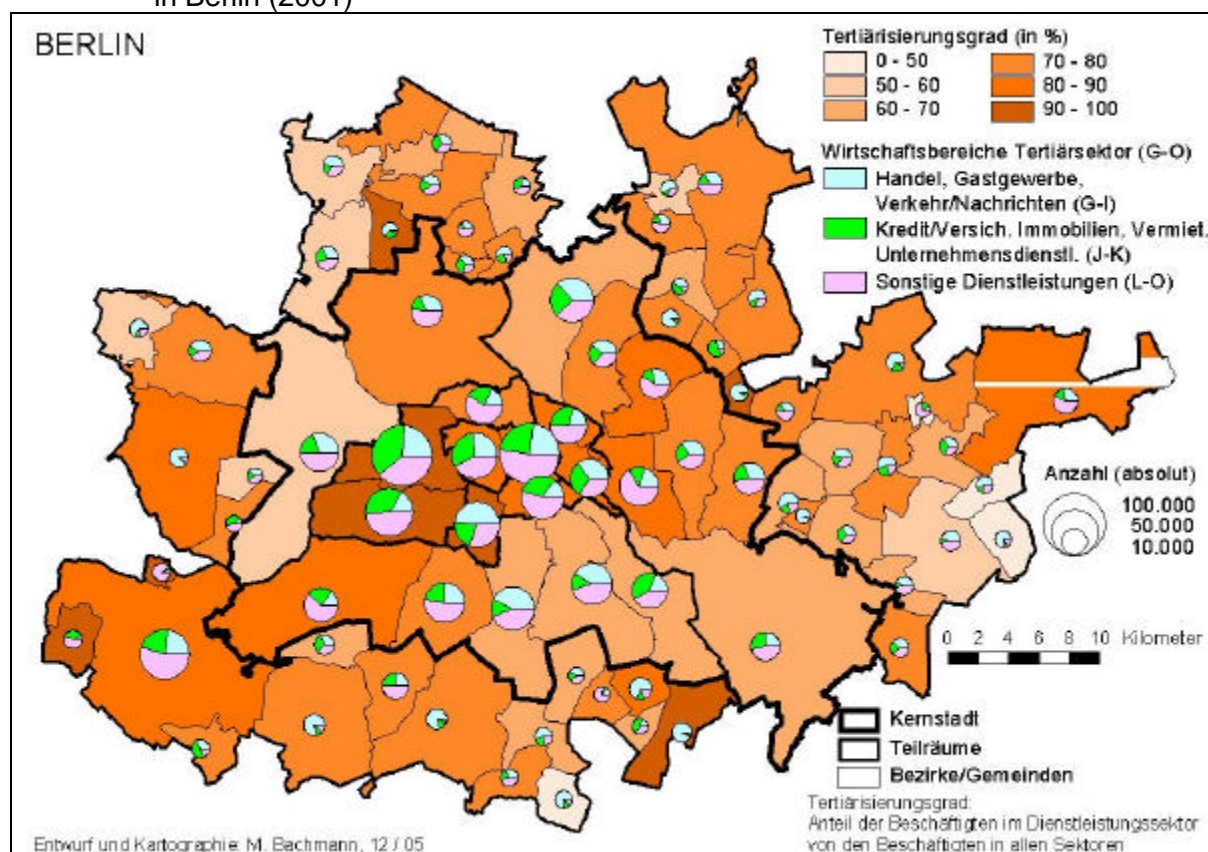 in Berlin (2001)
BERLIN
Tertiärisierungsgrad (in %)
0 - 50
50 - 60
60 - 70
70 - 80
80 - 90
90 - 100
Wirtschaftsbereiche Tertiärsektor (G-O)
Handel, Gastgewerbe,
Verkehr/Nachrichten (G-I)
Kredit/Versich, Immobilien, Vermiet,
Unternehmensdienstl. (J-K)
Sonstige Dienstleistungen (L-O)
Anzahl (absolut)
100.000
50.000
10.000
0 2 4 6 8 10 Kilometer
Kernstadt
Teilräume
Bezirke/Gemeinden
Tertiärisierungsgrad:
Anteil der Beschäftigten im Dienstleistungssektor
von den Beschäftigten in allen Sektoren
Entwurf und Kartographie: M. Bachmann, 12 / 05